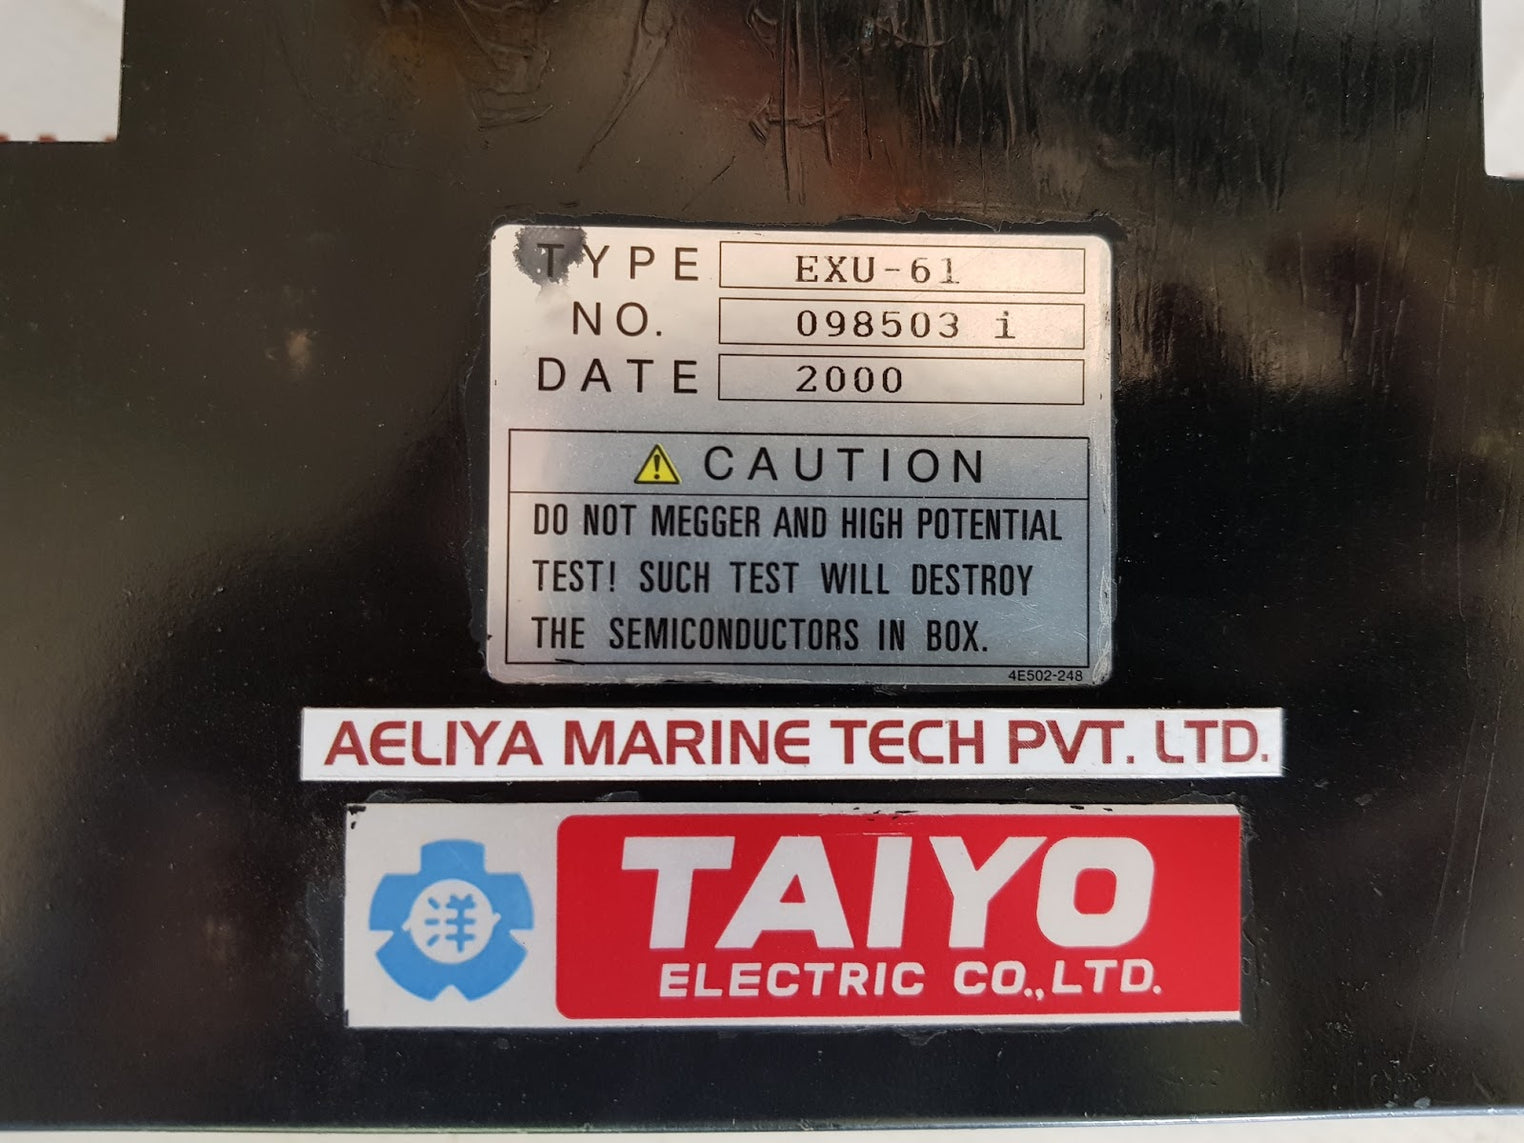 TYPE EXU-61
NO. 098503 i
DATE 2000
CAUTION
DO NOT MEGGER AND HIGH POTENTIAL
TEST! SUCH TEST WILL DESTROY
THE SEMICONDUCTORS IN BOX.
4E502-248
AELIYA MARINE TECH PVT. LTD.
洋
TAIYO
ELECTRIC CO.,LTD.